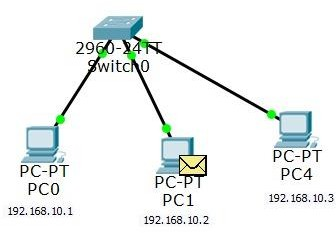 2960-24TT
Switch0
PC-PT
PC0
192.168.10.1
PC-PT
PC1
192.168.10.2
PC-PT
PC4
192.168.10.3